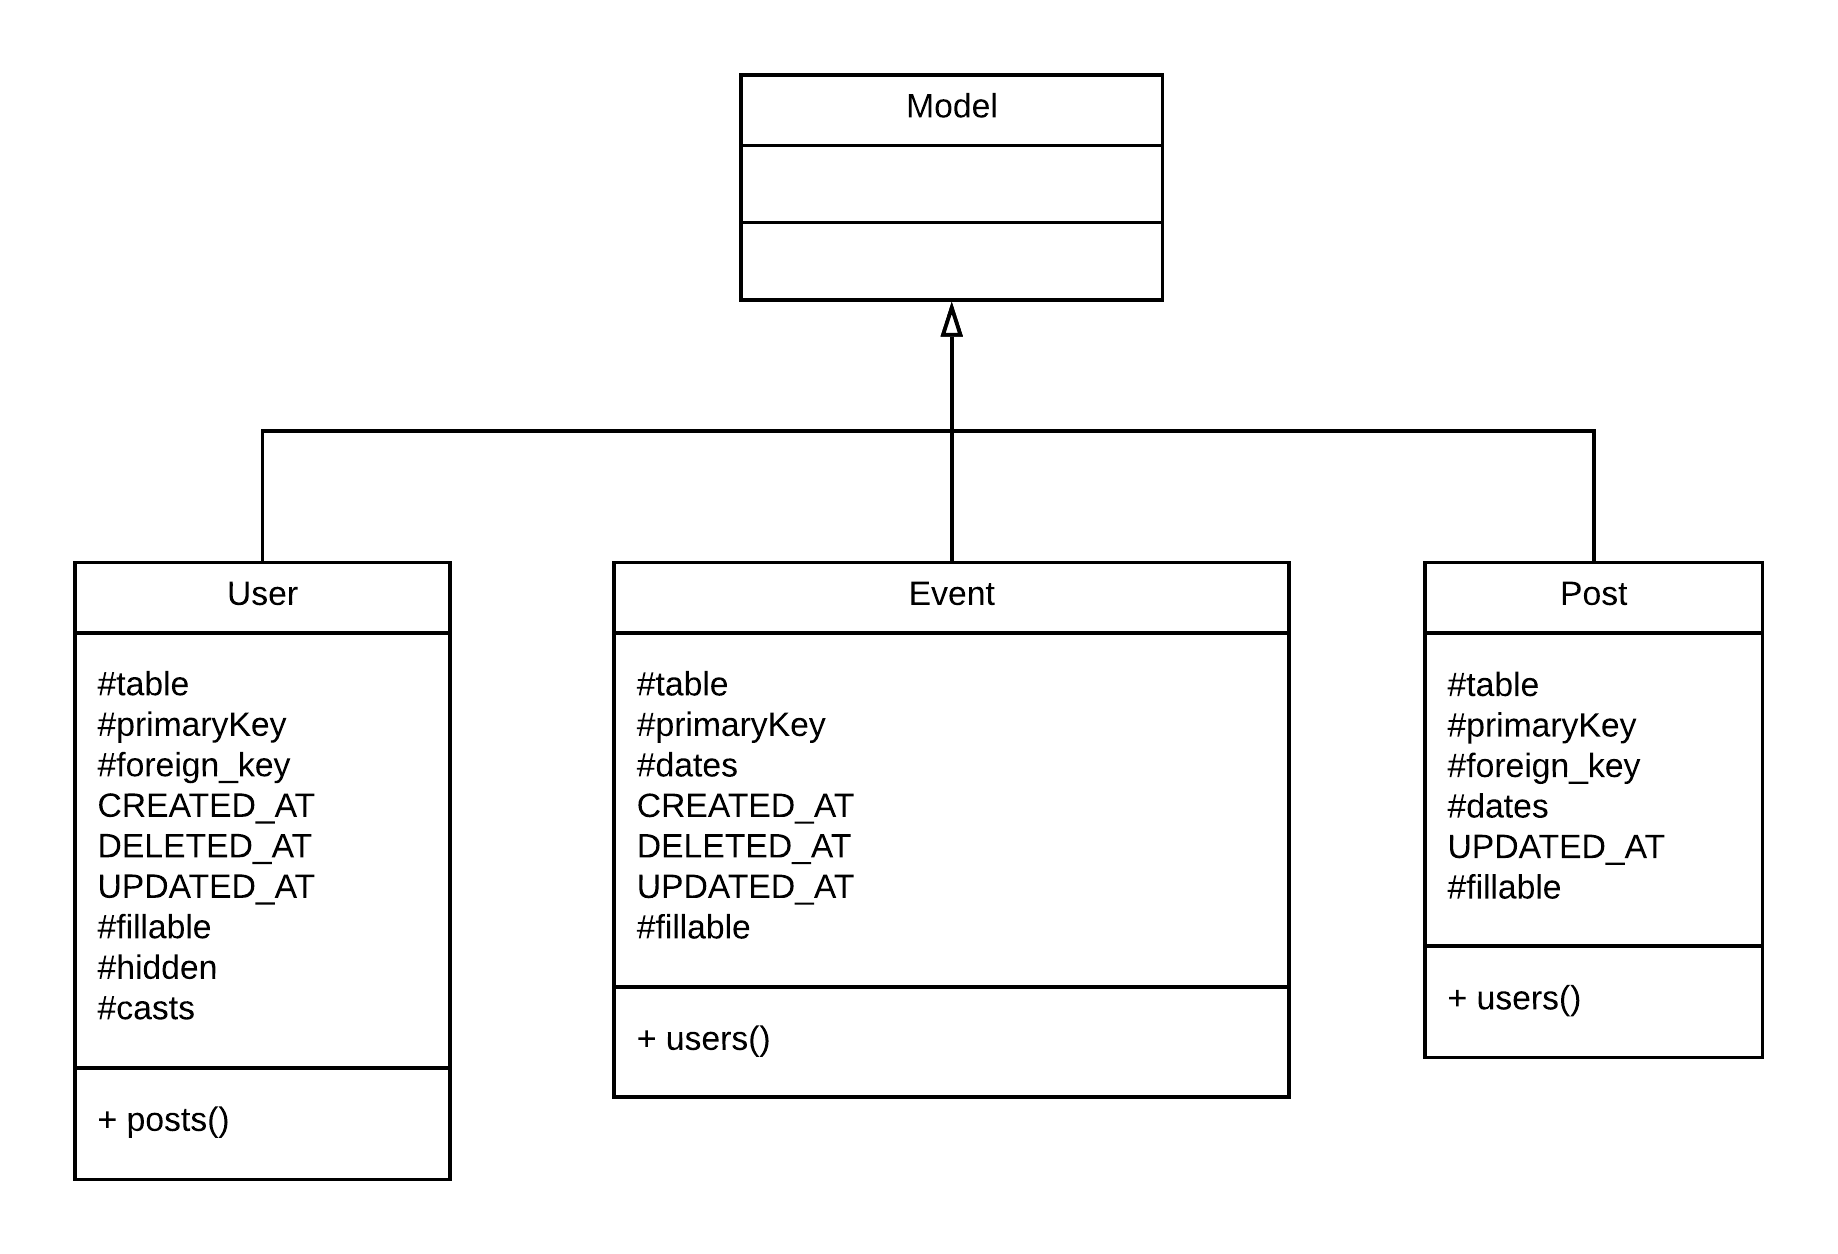 Model
User
#table
#primaryKey
#foreign_key
CREATED_AT
DELETED_AT
UPDATED_AT
#fillable
#hidden
#casts
+ posts()
Event
#table
#primaryKey
#dates
CREATED_AT
DELETED_AT
UPDATED_AT
#fillable
+ users()
Post
#table
#primaryKey
#foreign_key
#dates
UPDATED_AT
#fillable
+ users()